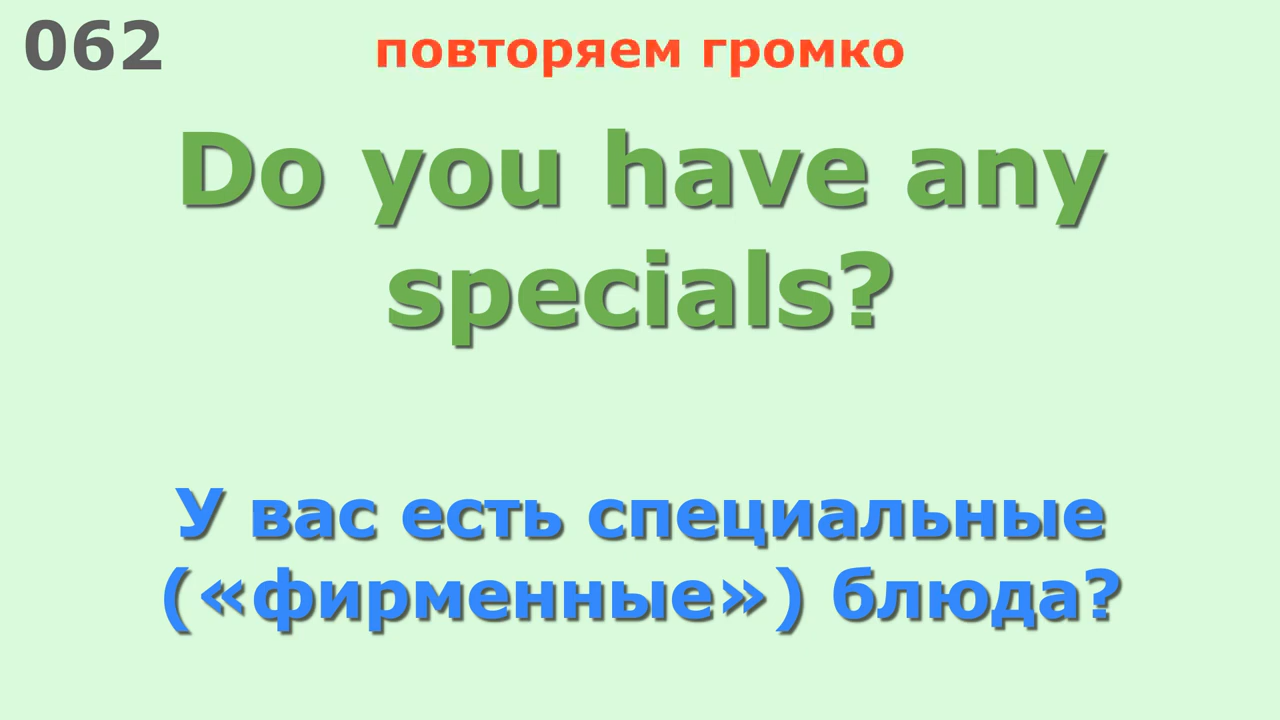 062
повторяем громко
Do you have any
specials?
У вас есть специальные
(«фирменные») блюда?